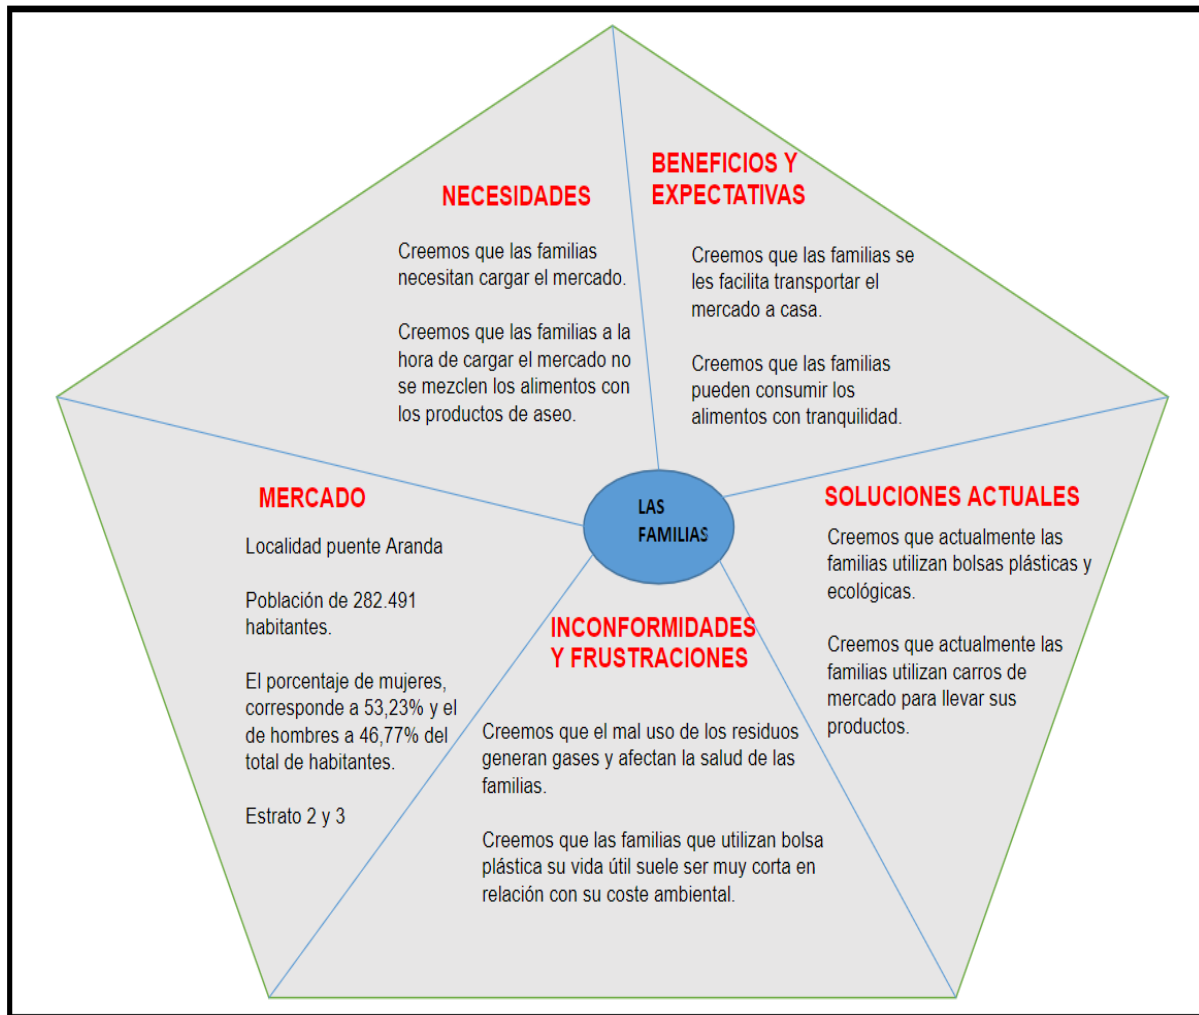 NECESIDADES
Creemos que las familias
necesitan cargar el mercado.
Creemos que las familias a la
hora de cargar el mercado no
se mezclen los alimentos con
los productos de aseo.
BENEFICIOS Y
EXPECTATIVAS
Creemos que las familias se
les facilita transportar el
mercado a casa.
Creemos que las familias
pueden consumir los
alimentos con tranquilidad.
MERCADO
Localidad puente Aranda
Población de 282.491
habitantes.
El porcentaje de mujeres,
corresponde a 53,23% y el
de hombres a 46,77% del
total de habitantes.
Estrato 2 y 3
LAS
FAMILIAS
SOLUCIONES ACTUALES
Creemos que actualmente las
familias utilizan bolsas plásticas y
ecológicas.
Creemos que actualmente las
familias utilizan carros de
mercado para llevar sus
productos.
INCONFORMIDADES
Y FRUSTRACIONES
Creemos que el mal uso de los residuos
generan gases y afectan la salud de las
familias.
Creemos que las familias que utilizan bolsa
plástica su vida útil suele ser muy corta en
relación con su coste ambiental.